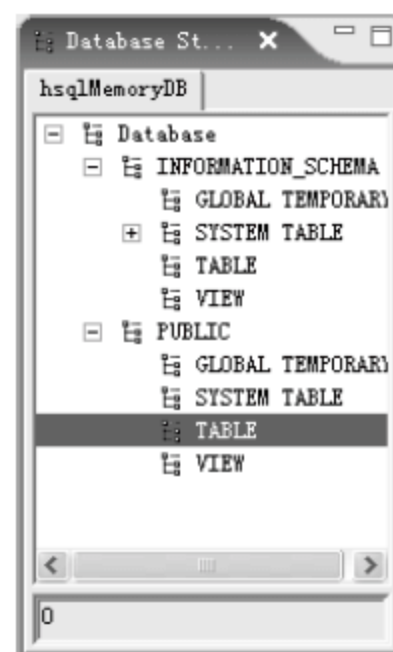 Database St...
hsqlMemoryDB
Database
INFORMATION_SCHEMA
GLOBAL TEMPORARY
SYSTEM TABLE
TABLE
VIEW
PUBLIC
GLOBAL TEMPORARY
SYSTEM TABLE
TABLE
VIEW
0